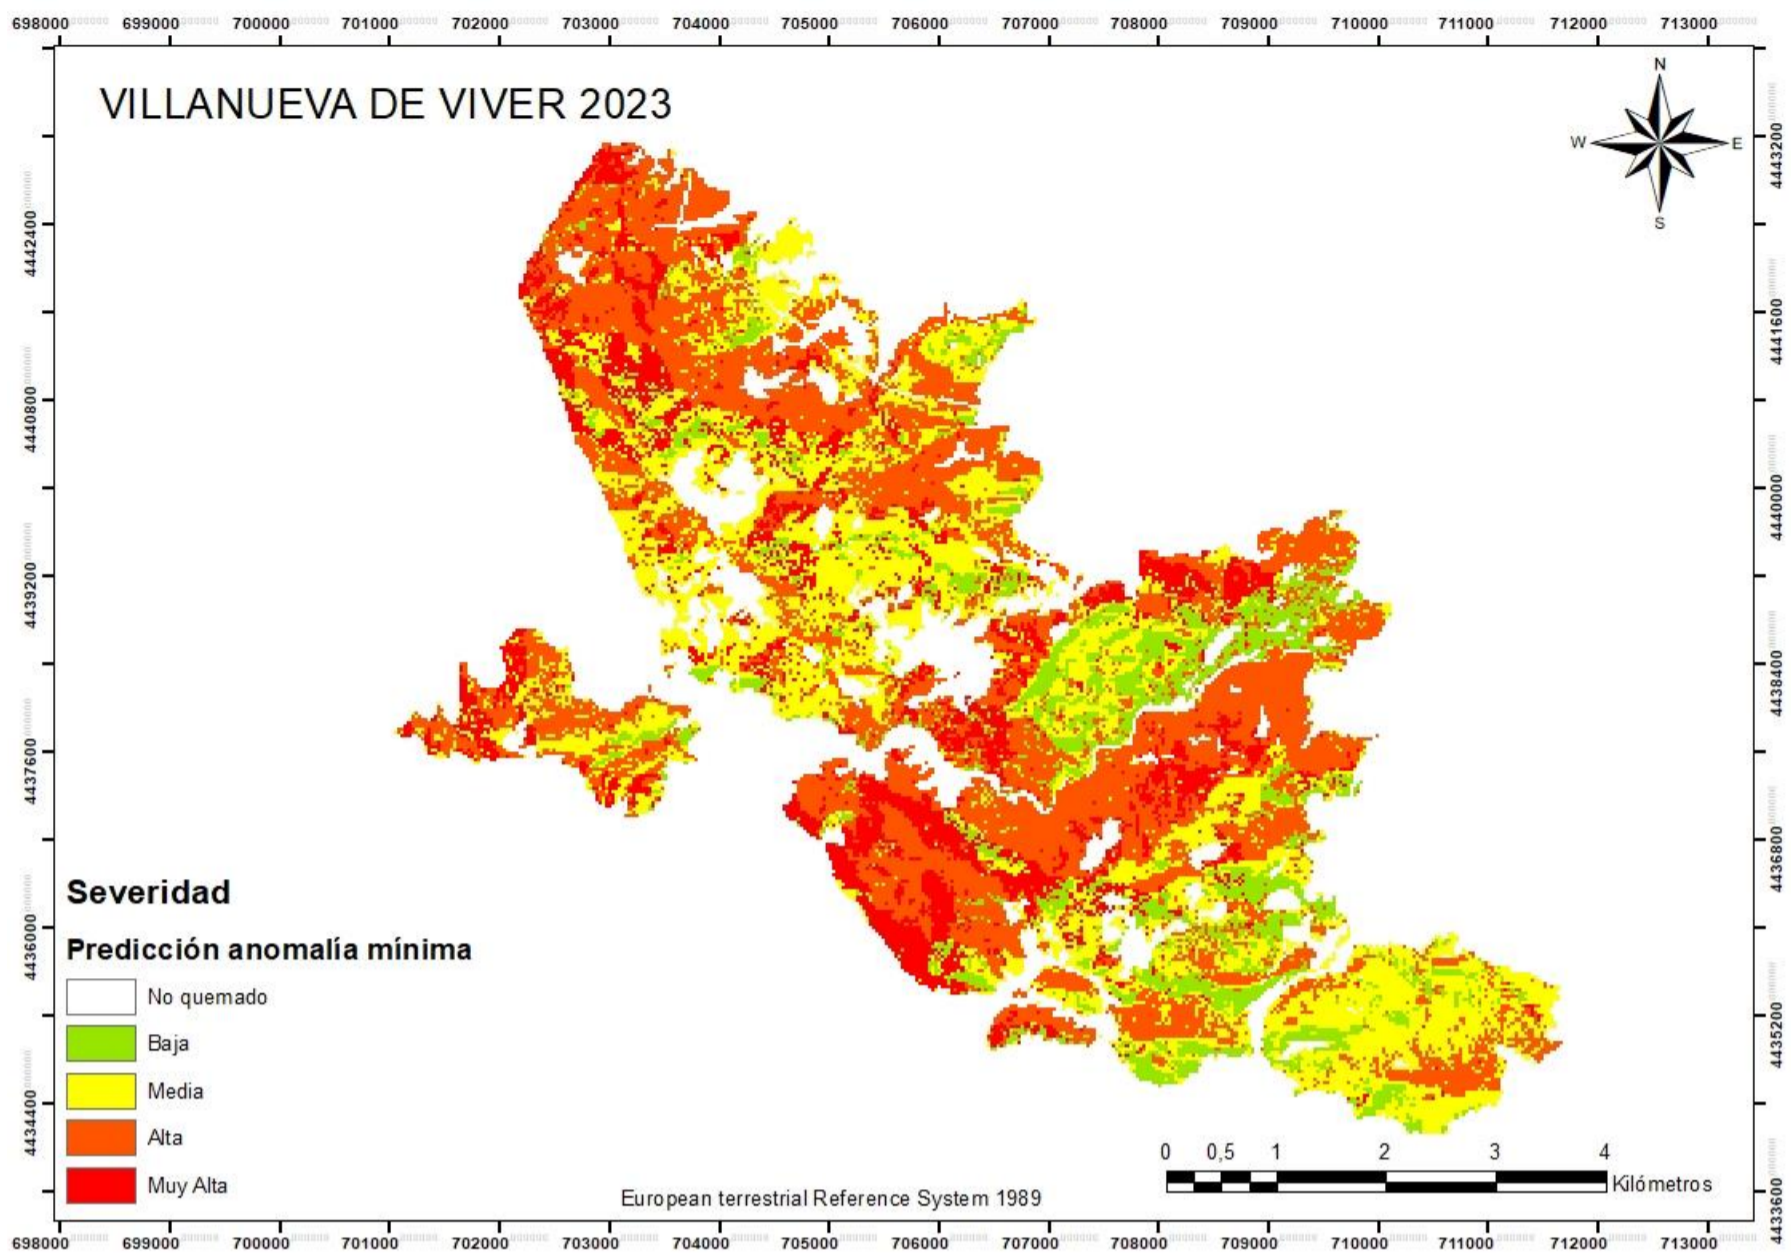 698000 699000 700000 701000 702000 703000 704000 705000 706000 707000 708000 709000 710000 711000 712000 713000
VILLANUEVA DE VIVER 2023
N
W E
S
4442400
4440800
4439200
4437600
4436000
4434400
4443200
4441600
4440000
4438400
4436800
4435200
4433600
Severidad
Predicción anomalía mínima
No quemado
Baja
Media
Alta
Muy Alta
European terrestrial Reference System 1989
0 0,5 1 2 3 4
Kilómetros
698000 699000 700000 701000 702000 703000 704000 705000 706000 707000 708000 709000 710000 711000 712000 713000